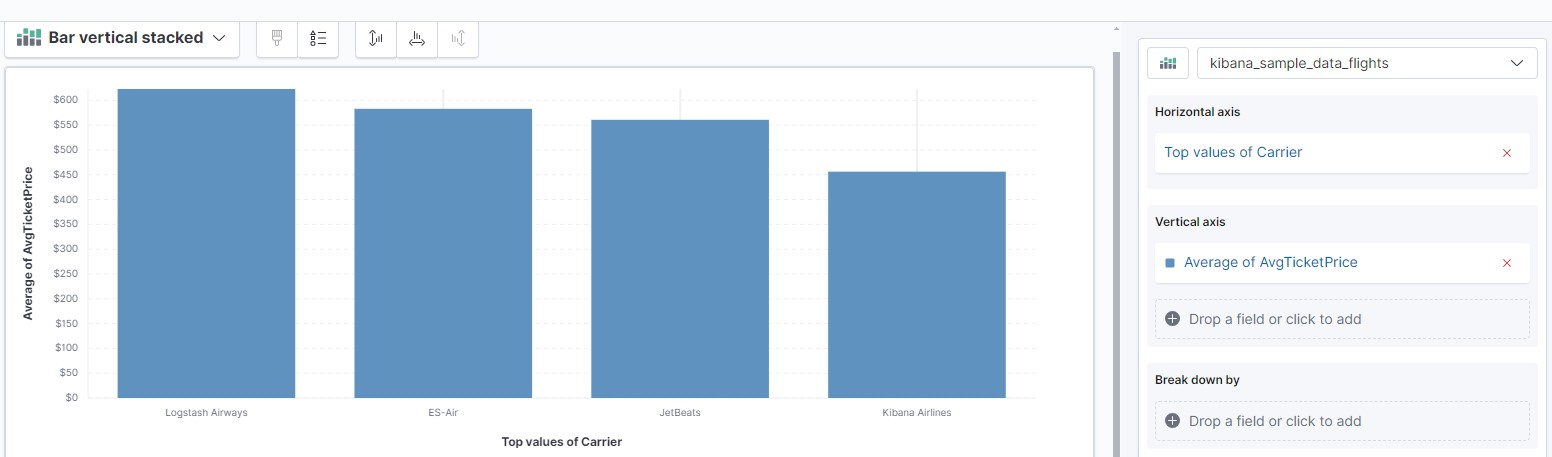 Bar vertical stacked
$600
$550
$500
$450
$400
$350
$300
$250
$200
$150
$100
$50
$0
Average of AvgTicketPrice
Logstash Airways
ES-Air
JetBeats
Kibana Airlines
Top values of Carrier
kibana_sample_data_flights
Horizontal axis
Top values of Carrier
Vertical axis
Average of AvgTicketPrice
Drop a field or click to add
Break down by
Drop a field or click to add